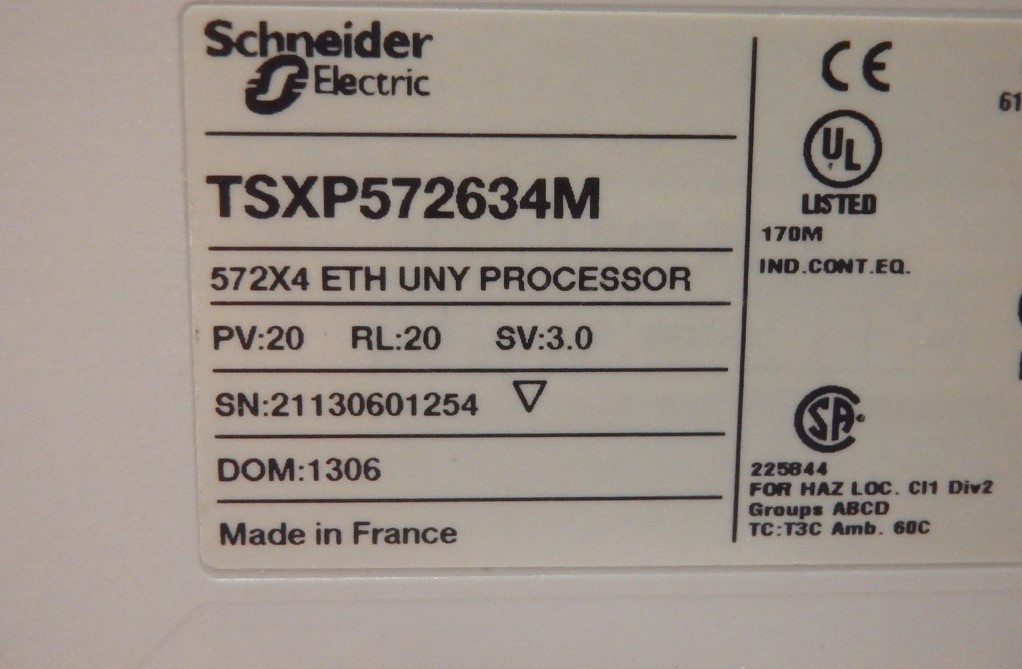 Schneider
Electric
TSXP572634M
572X4 ETH UNY PROCESSOR
PV:20 RL:20 SV:3.0
SN:21130601254
DOM:1306
Made in France
CE
UL
LISTED
170M
IND.CONT.EQ.
SA
225844
FOR HAZ LOC. Cl1 Div2
Groups ABCD
TC:T3C Amb. 60C
61